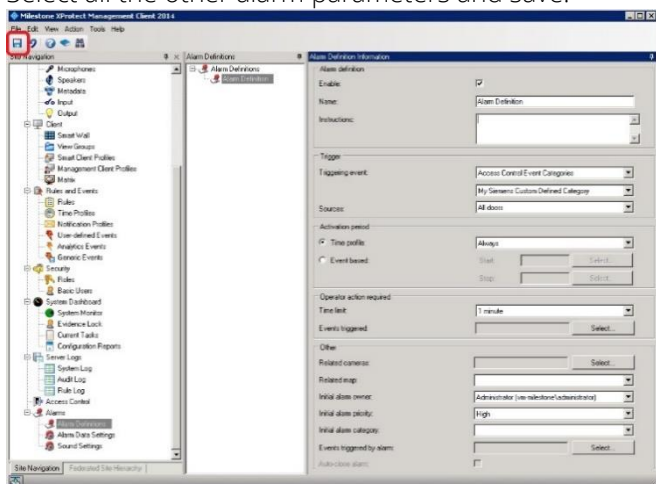 Select all the other alarm parameters and save.
Milestone XProtect Management Client 2014
File Edit View Action Tools Help
Site Navigation
Microphones
Speakers
Metadata
Input
Output
Client
Smart Wall
View Groups
Smart Client Profiles
Management Client Profiles
Matrix
Rules and Events
Rules
Time Profiles
Notification Profiles
User-defined Events
Analytics Events
Generic Events
Security
Roles
Basic Users
System Dashboard
System Monitor
Evidence Lock
Current Tasks
Configuration Reports
Server Logs
System Log
Audit Log
Rule Log
Access Control
Alarms
Alarm Definitions
Alarm Data Settings
Sound Settings
Site Navigation Federated Site Hierarchy
Alarm Definitions
Alarm Definitions
Alarm Definition
Alarm Definition Information
Alarm definition
Enable:
Name: Alarm Definition
Instructions:
Trigger
Triggering event: Access Control Event Categories
My Siemens Custom Defined Category
Sources: All doors
Activation period
Time profile: Always
Event based: Start: Select...
Stop: Select...
Operator action required
Time limit: 1 minute
Events triggered: Select...
Other
Related cameras: Select...
Related map:
Initial alarm owner: Administrator (vm-milestone\administrator)
Initial alarm priority: High
Initial alarm category:
Events triggered by alarm: Select...
Auto-close alarm: